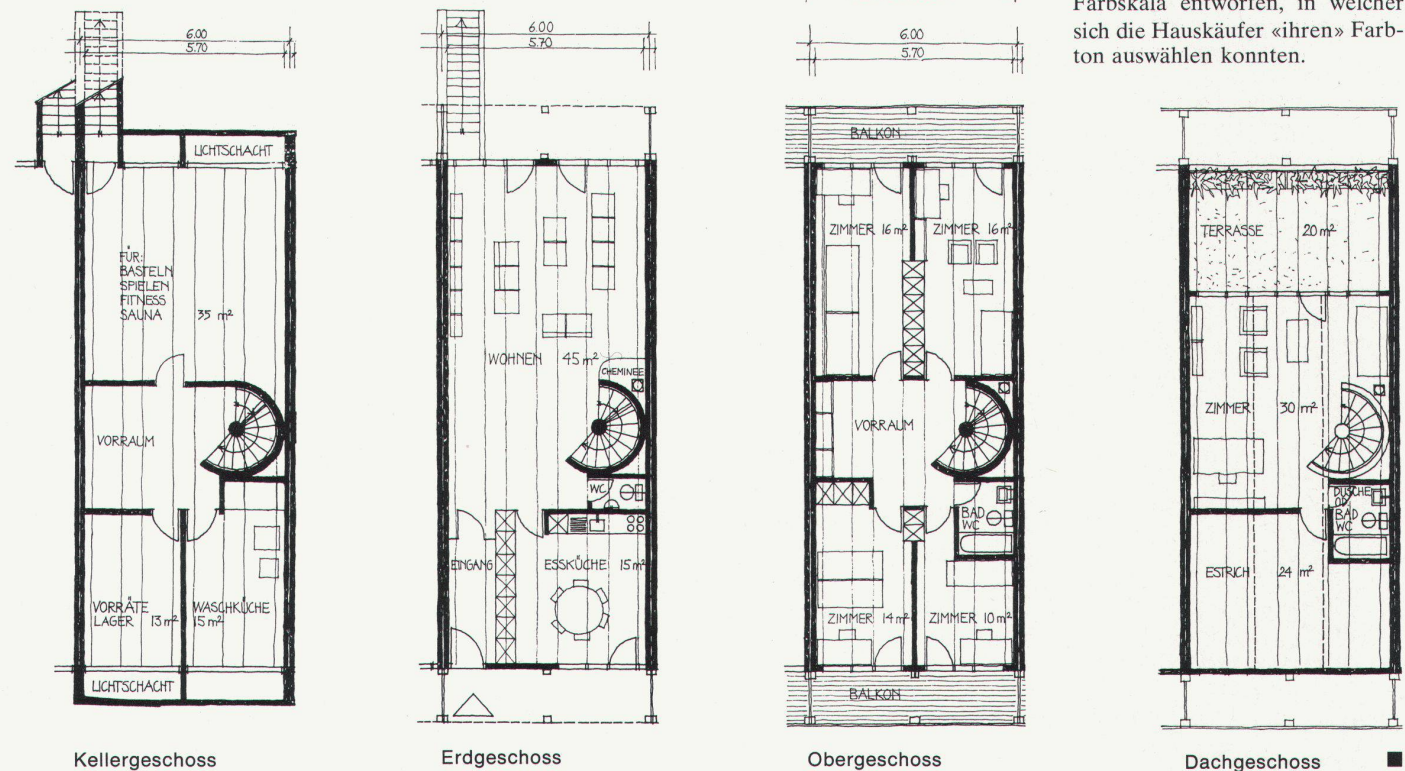 Farbskala entworfen, in welcher
sich die Hauskäufer «ihren» Farb-
ton auswählen konnten.
6.00
5.70
LICHTSCHACHT
FÜR:
BASTELN
SPIELEN
FITNESS
SAUNA
35 m²
VORRAUM
VORRÄTE
LAGER 13 m²
WASCHKÜCHE
15 m²
LICHTSCHACHT
Kellergeschoss
6.00
5.70
WOHNEN 45 m²
CHEMINEE
WC
EINGANG
ESSKÜCHE 15 m²
Erdgeschoss
6.00
5.70
BALKON
ZIMMER 16 m²
ZIMMER 16 m²
VORRAUM
BAD
WC
ZIMMER 14 m²
ZIMMER 10 m²
BALKON
Obergeschoss
TERRASSE 20 m²
ZIMMER 30 m²
DUSCHE
OD.
BAD
WC
ESTRICH 24 m²
Dachgeschoss